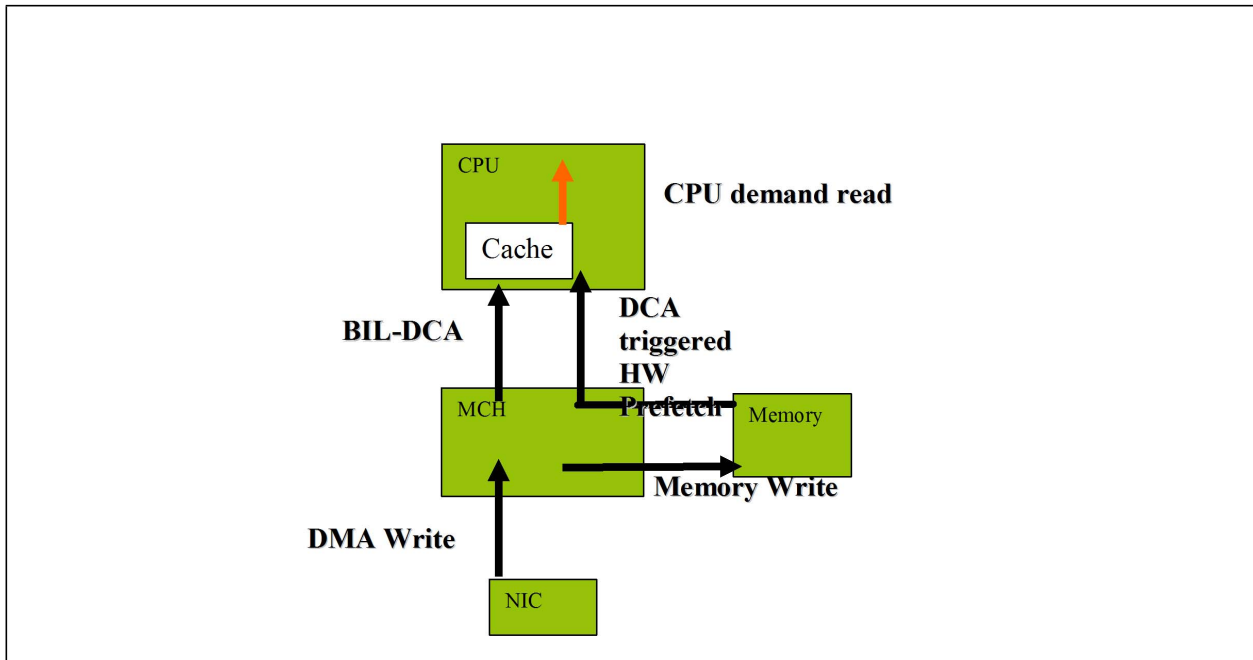 CPU
CPU demand read
Cache
BIL-DCA
DCA
triggered
HW
Prefetch
MCH
Memory
Memory Write
DMA Write
NIC